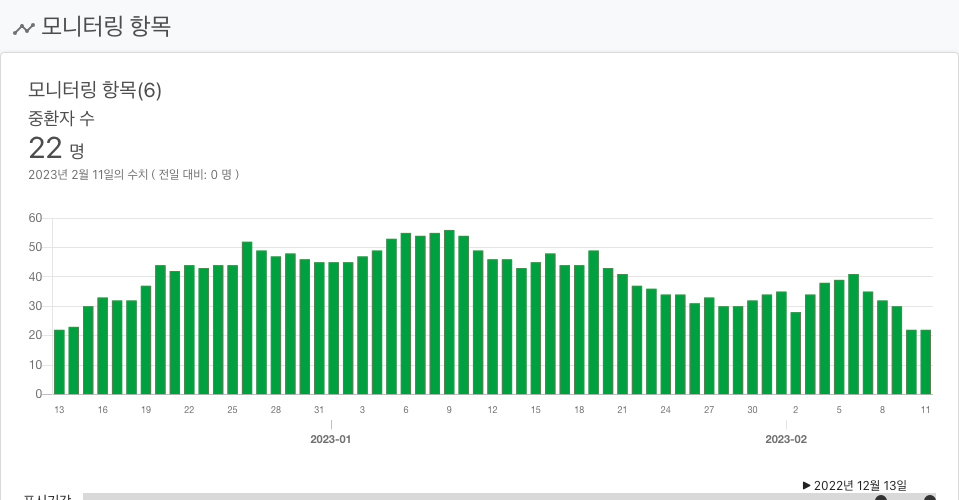 모니터링 항목
모니터링 항목(6)
중환자 수
22 명
2023년 2월 11일의 수치 ( 전일 대비: 0 명 )
60
50
40
30
20
10
0
13 16 19 22 25 28 31 3 6 9 12 15 18 21 24 27 30 2 5 8 11
2023-01 2023-02
▶ 2022년 12월 13일
표시기간